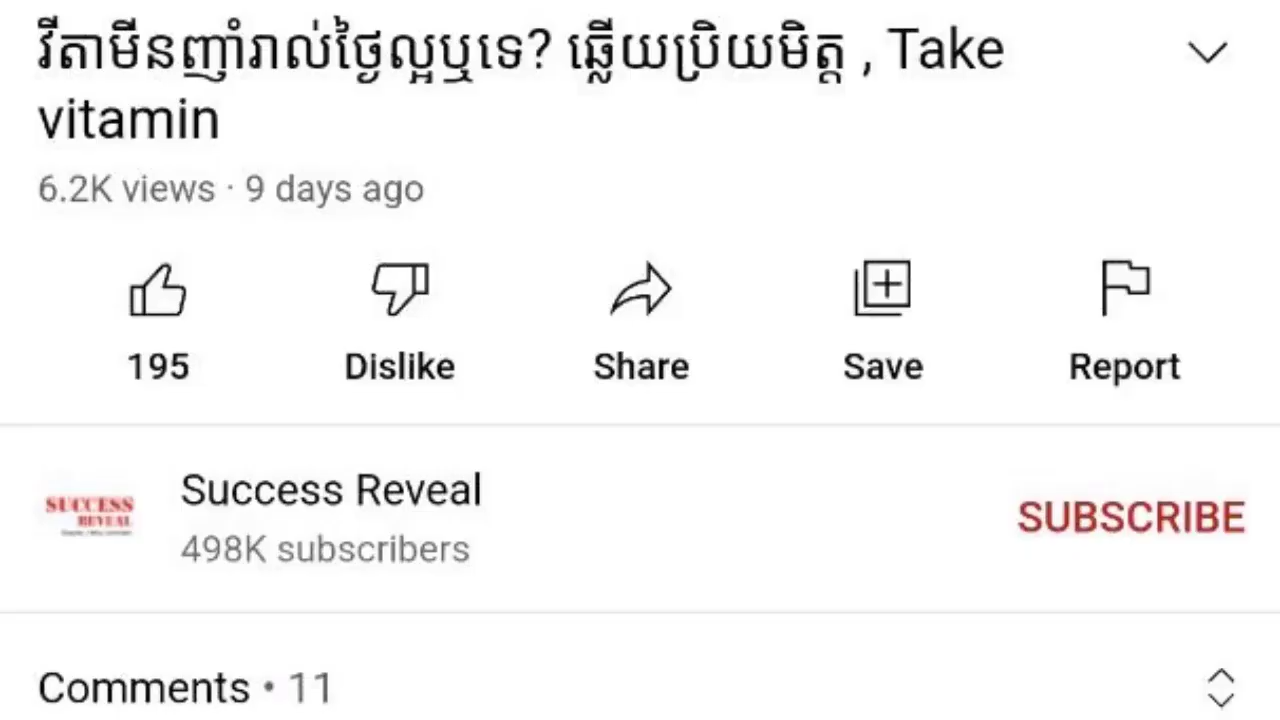 វីតាមីនញ៉ាំរាល់ថ្ងៃល្អឬទេ? ឆ្លើយប្រិយមិត្ត , Take
vitamin
6.2K views · 9 days ago
195
Dislike
Share
Save
Report
SUCCESS
REVEAL
Success Reveal
498K subscribers
SUBSCRIBE
Comments • 11